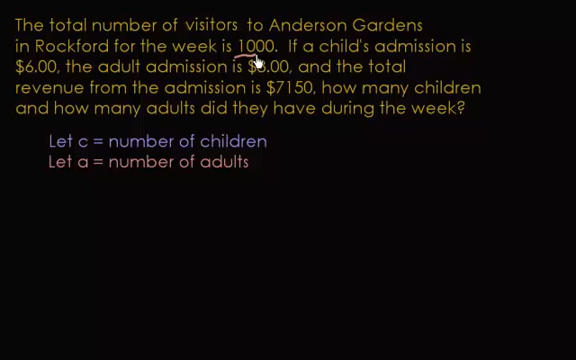 The total number of visitors to Anderson Gardens
in Rockford for the week is 1000. If a child's admission is
$6.00, the adult admission is $8.00, and the total
revenue from the admission is $7150, how many children
and how many adults did they have during the week?
Let c = number of children
Let a = number of adults